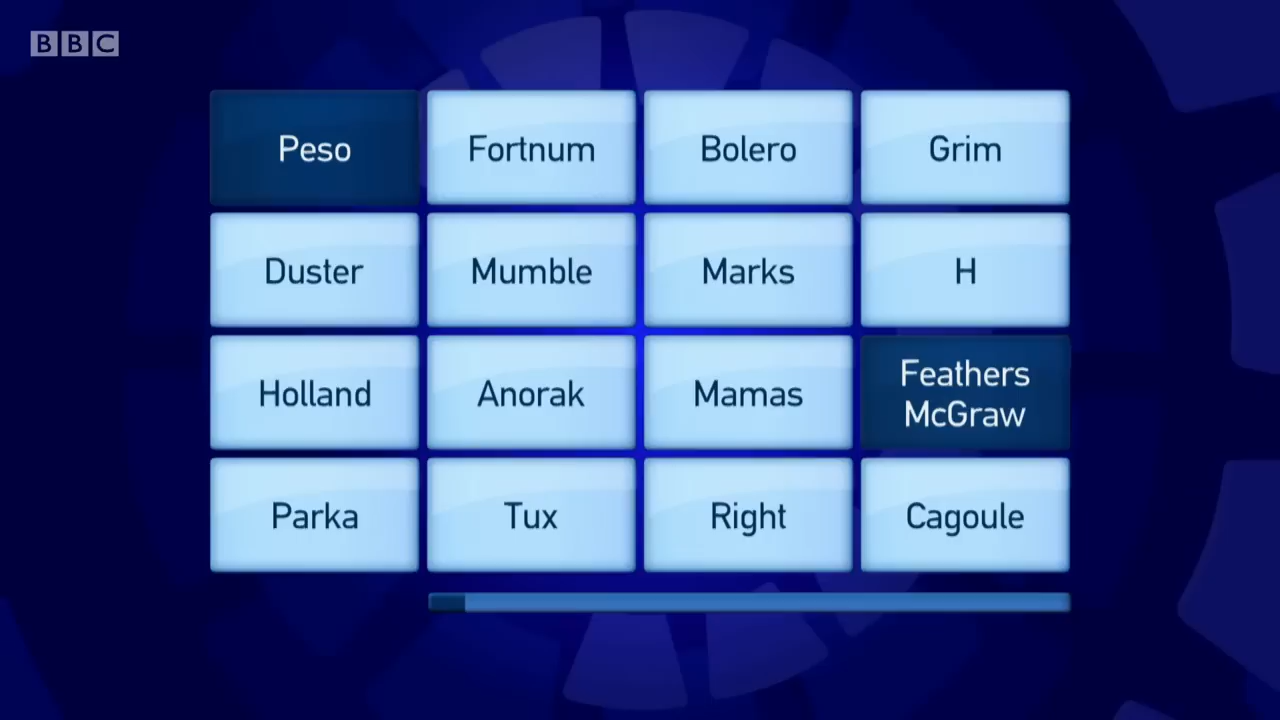 BBC
Peso
Fortnum
Bolero
Grim
Duster
Mumble
Marks
H
Holland
Anorak
Mamas
Feathers
McGraw
Parka
Tux
Right
Cagoule